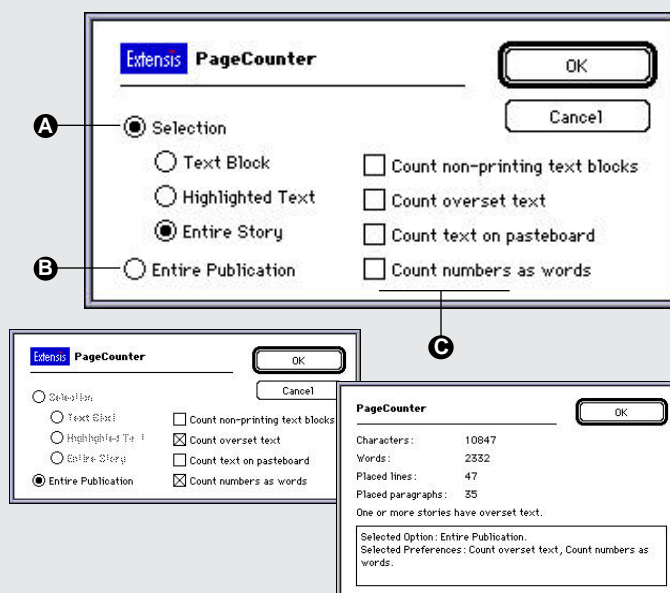 Extensis PageCounter
OK
Cancel
A
Selection
Text Block
Highlighted Text
Entire Story
B
Entire Publication
Count non-printing text blocks
Count overset text
Count text on pasteboard
Count numbers as words
C
Extensis PageCounter
OK
Cancel
Selection
Text Block
Highlighted Text
Entire Story
Entire Publication
Count non-printing text blocks
Count overset text
Count text on pasteboard
Count numbers as words
PageCounter
OK
Characters: 10847
Words: 2332
Placed lines: 47
Placed paragraphs: 35
One or more stories have overset text.
Selected Option: Entire Publication.
Selected Preferences: Count overset text, Count numbers as
words.